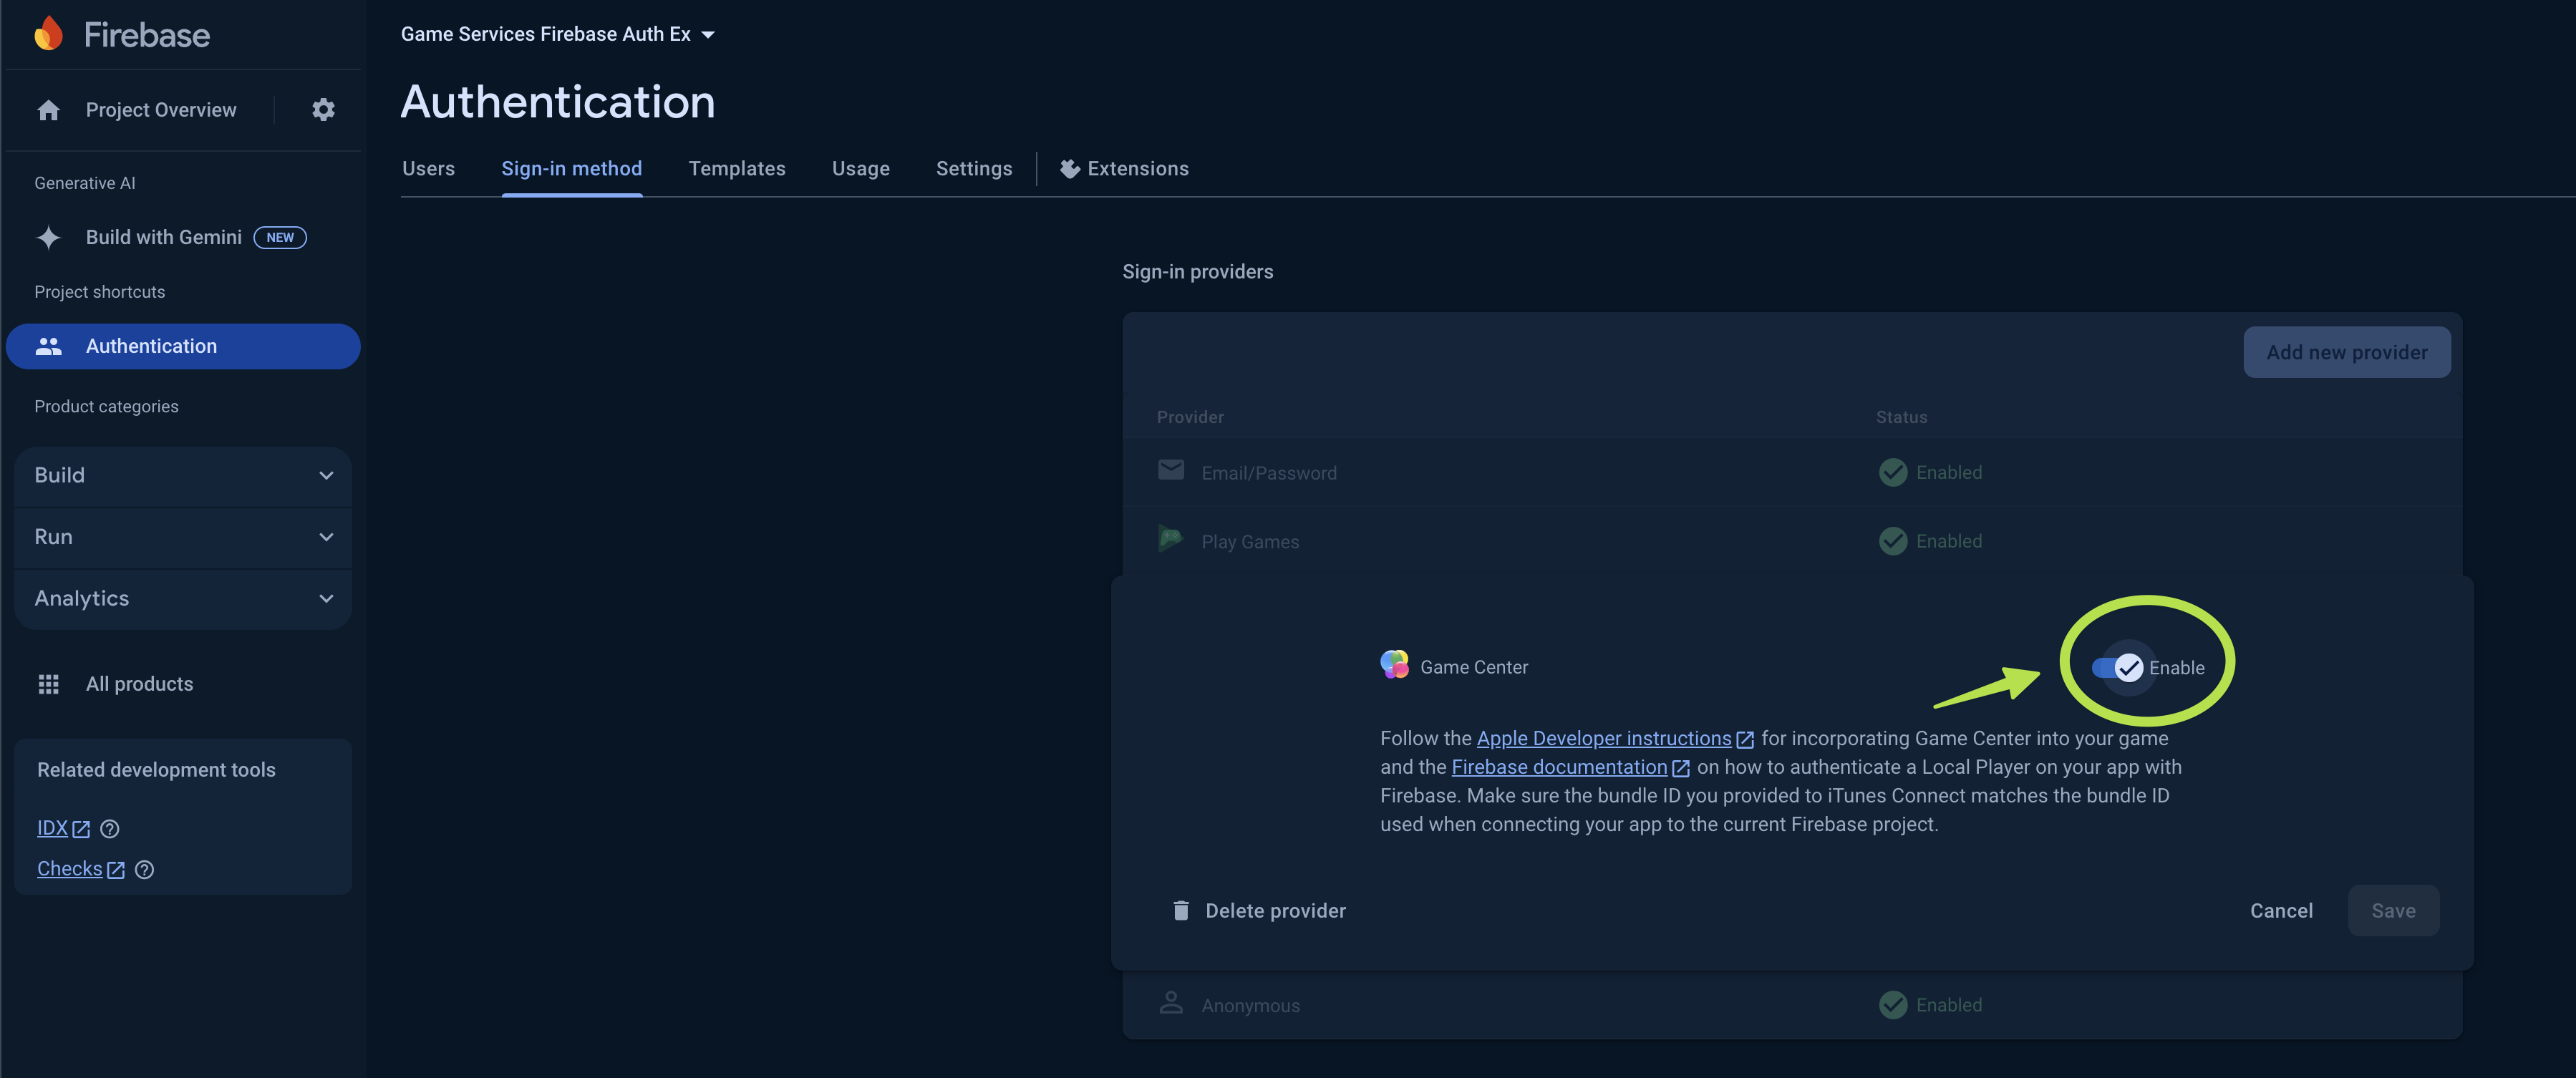 Firebase
Project Overview
Generative AI
Build with Gemini NEW
Project shortcuts
Authentication
Product categories
Build
Run
Analytics
All products
Related development tools
IDX
Checks
Game Services Firebase Auth Ex
Authentication
Users Sign-in method Templates Usage Settings Extensions
Sign-in providers
Add new provider
Provider Status
Email/Password Enabled
Play Games Enabled
Game Center Enable
Follow the Apple Developer instructions for incorporating Game Center into your game
and the Firebase documentation on how to authenticate a Local Player on your app with
Firebase. Make sure the bundle ID you provided to iTunes Connect matches the bundle ID
used when connecting your app to the current Firebase project.
Delete provider Cancel Save
Anonymous Enabled